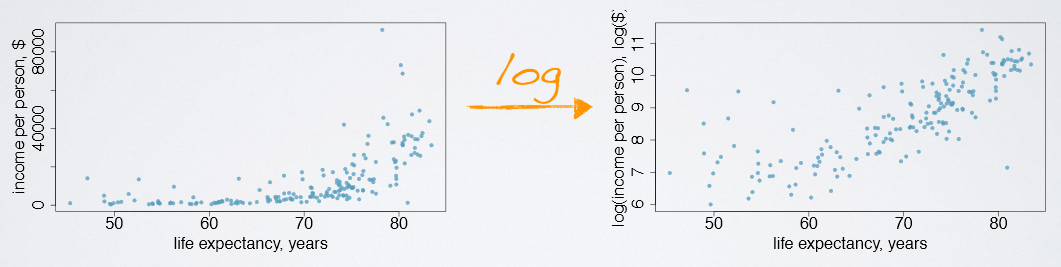 income per person, $
80000
40000
0
50 60 70 80
life expectancy, years
log
log(income per person), log($)
11
10
9
8
7
6
50 60 70 80
life expectancy, years